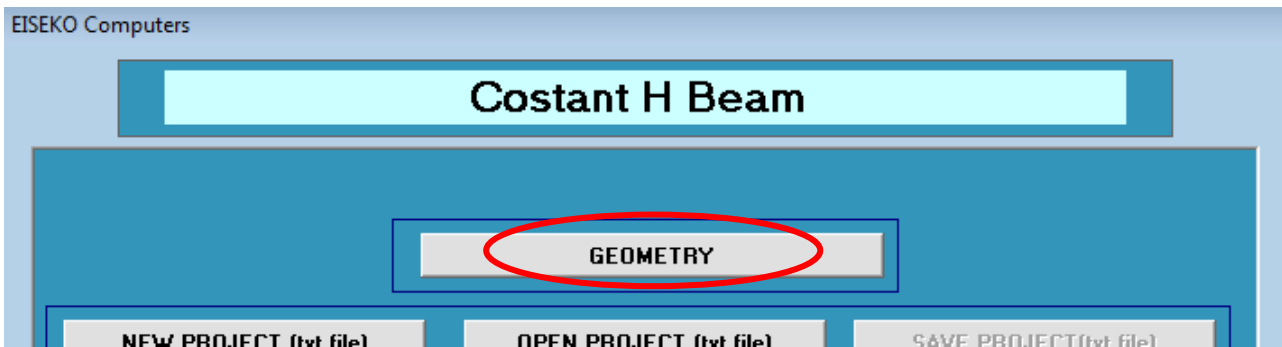 EISEKO Computers
Costant H Beam
GEOMETRY
NEW PROJECT (txt file) OPEN PROJECT (txt file) SAVE PROJECT(txt file)